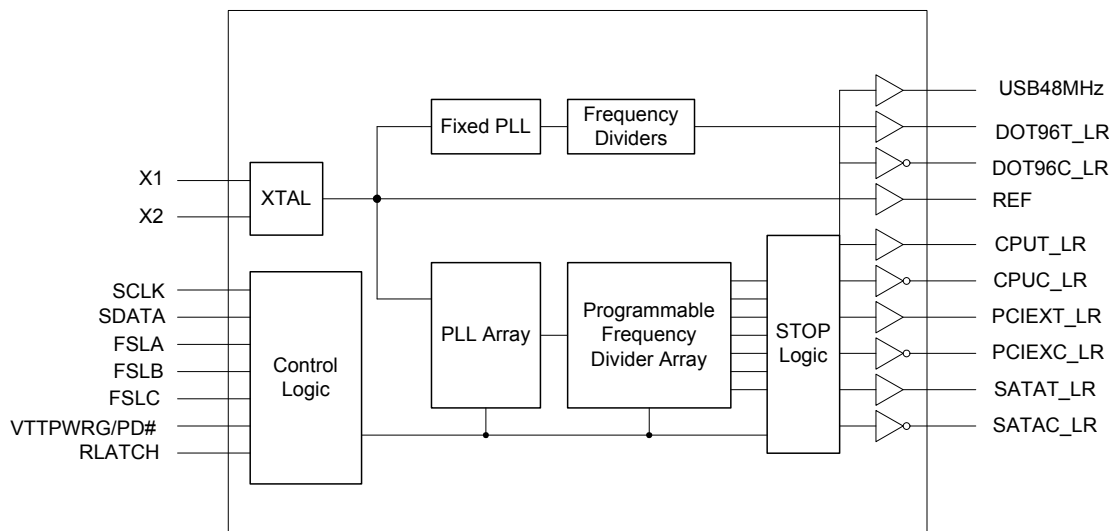 X1
X2
SCLK
SDATA
FSLA
FSLB
FSLC
VTTPWRG/PD#
RLATCH
XTAL
Control
Logic
Fixed PLL
Frequency
Dividers
PLL Array
Programmable
Frequency
Divider Array
STOP
Logic
USB48MHz
DOT96T_LR
DOT96C_LR
REF
CPUT_LR
CPUC_LR
PCIEXT_LR
PCIEXC_LR
SATAT_LR
SATAC_LR